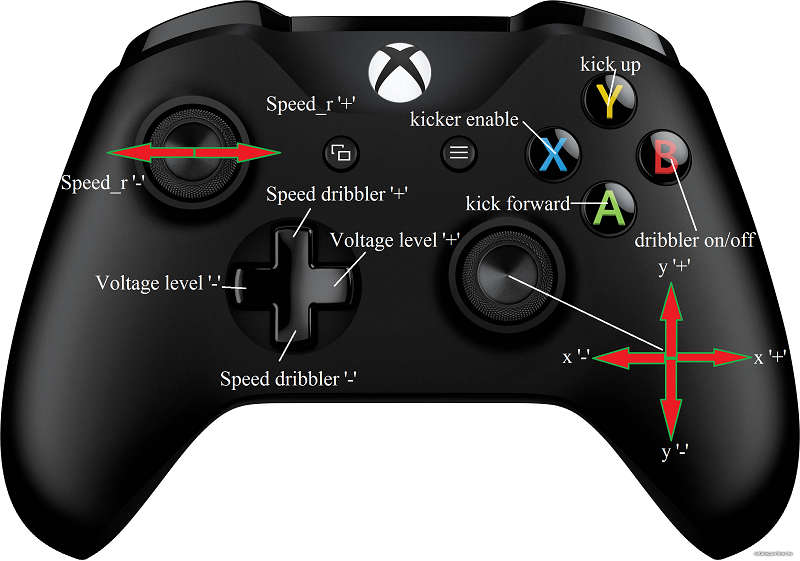 kick up
Speed_r '+'
Y
kicker enable
X
B
Speed_r '-'
Speed dribbler '+'
kick forward
A
Voltage level '+'
dribbler on/off
y '+'
Voltage level '-'
x '-'
x '+'
Speed dribbler '-'
y '-'